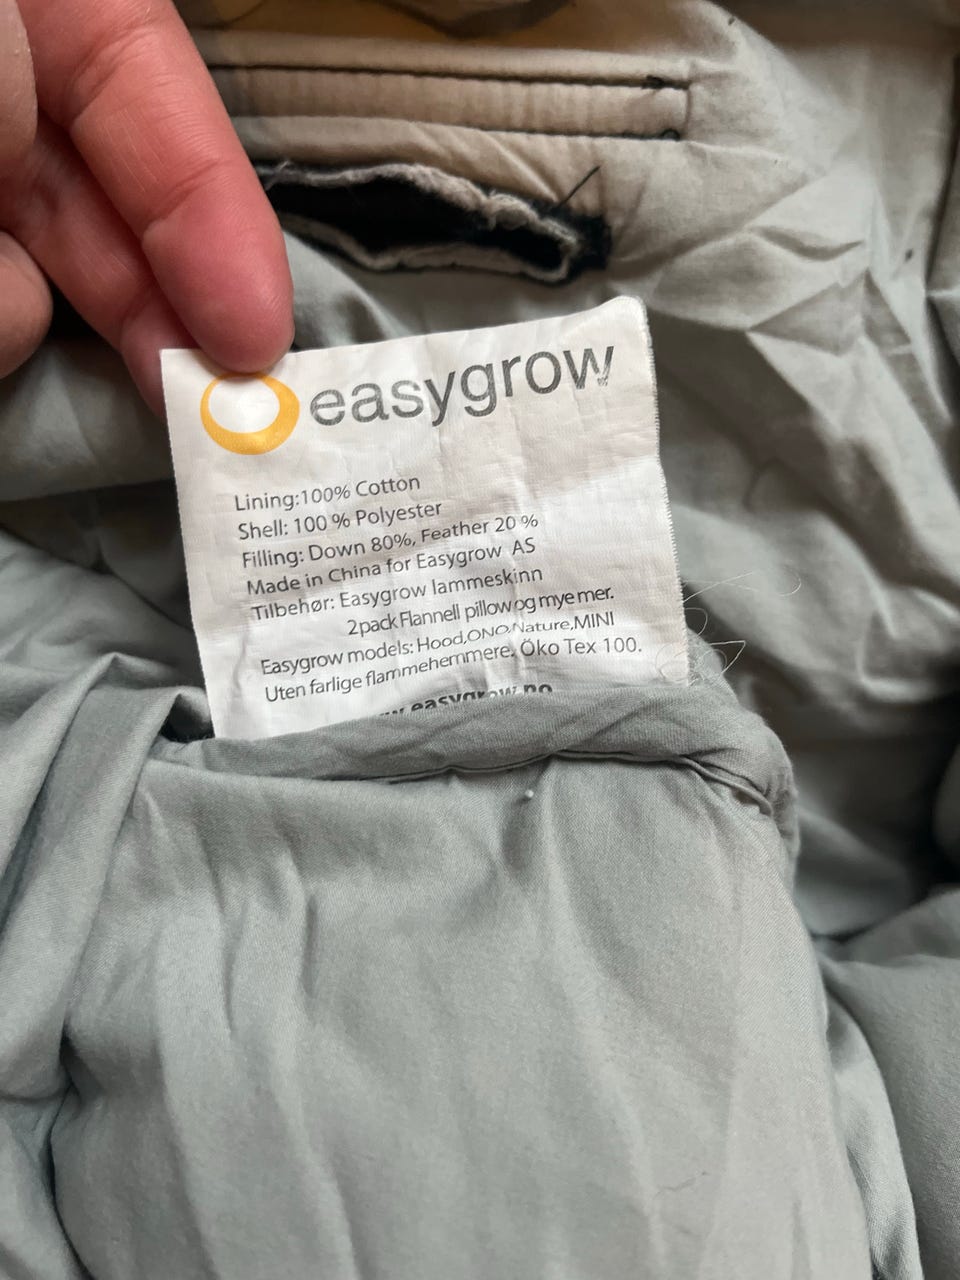 easygrow
Lining:100% Cotton
Shell: 100 % Polyester
Filling: Down 80%, Feather 20 %
Made in China for Easygrow AS
Tilbehør: Easygrow lammeskinn
2pack Flannell pillow og mye mer.
Easygrow models: Hood,ONO,Nature,MINI
Uten farlige flammehemmere. Öko Tex 100.
easygrow.no